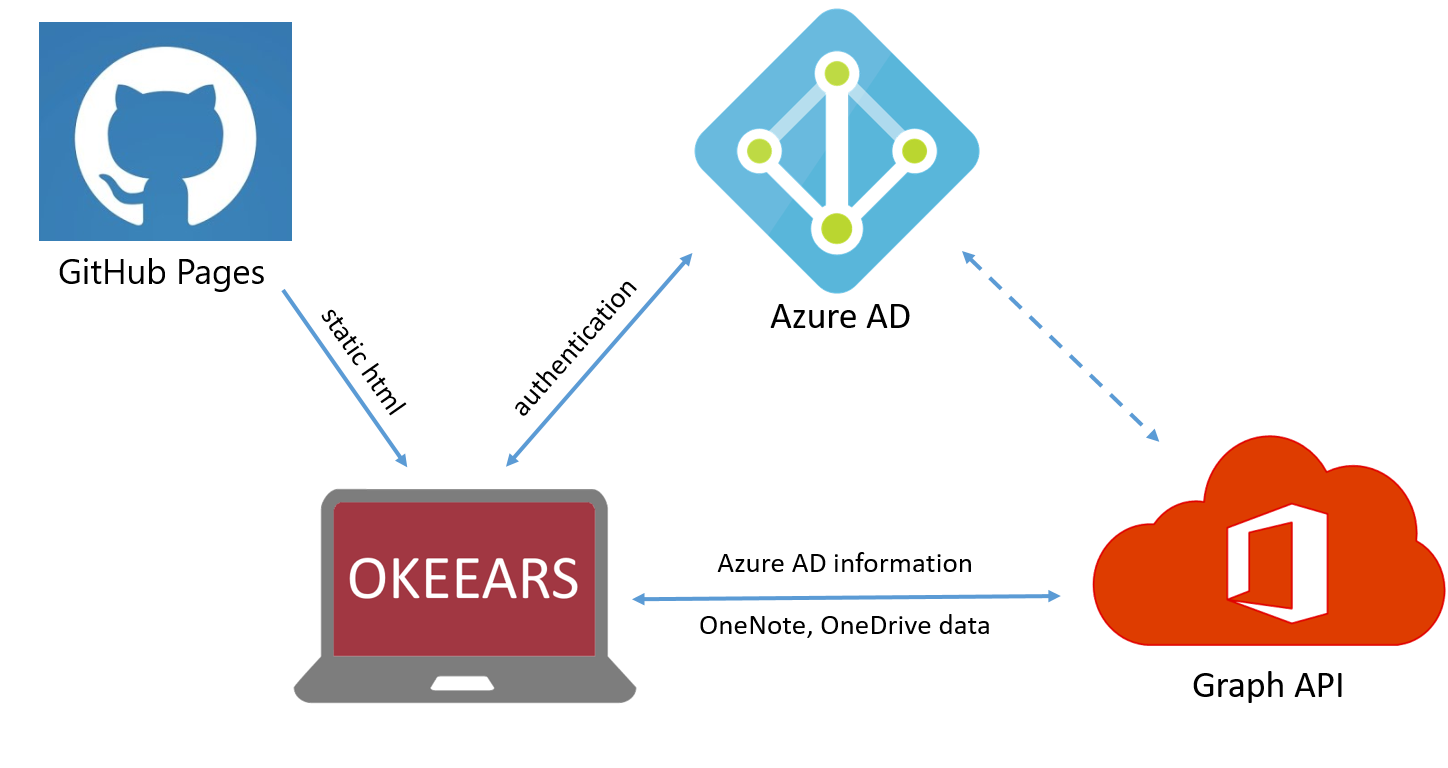 GitHub Pages
Azure AD
static html
authentication
OKEEARS
Azure AD information
OneNote, OneDrive data
Graph API